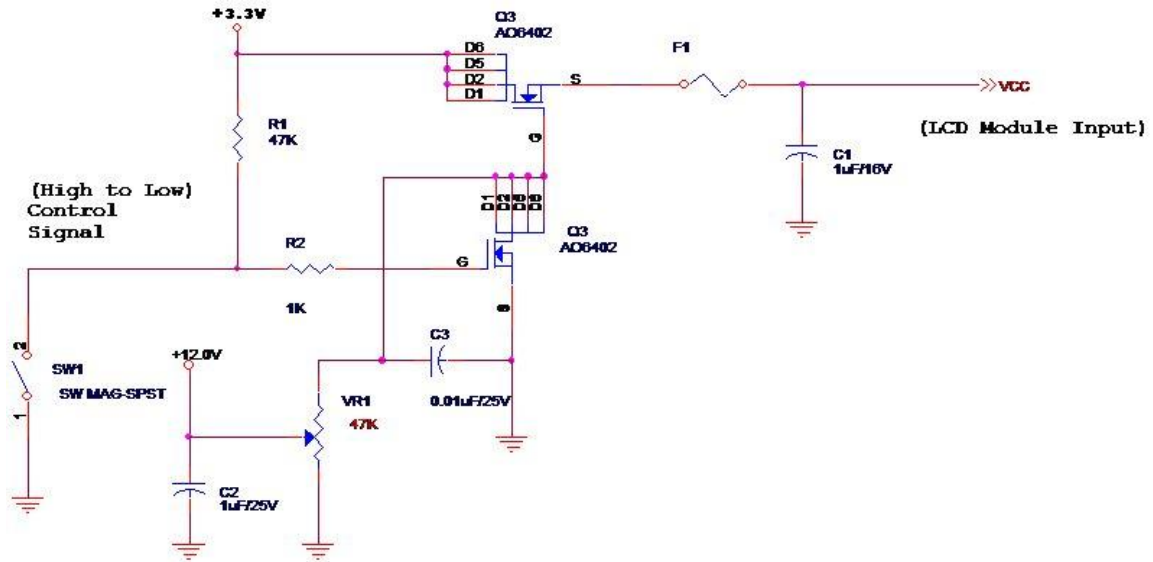 +3.3V
Q3
AO6402
D6
D5
D2
D1
S
G
F1
VCC
(LCD Module Input)
R1
47K
C1
1uF/16V
(High to Low)
Control
Signal
D1
D2
Q3
AO6402
R2
1K
G
S
2
SW1
SW MAG-SPST
1
+12.0V
C3
0.01uF/25V
VR1
47K
C2
1uF/25V